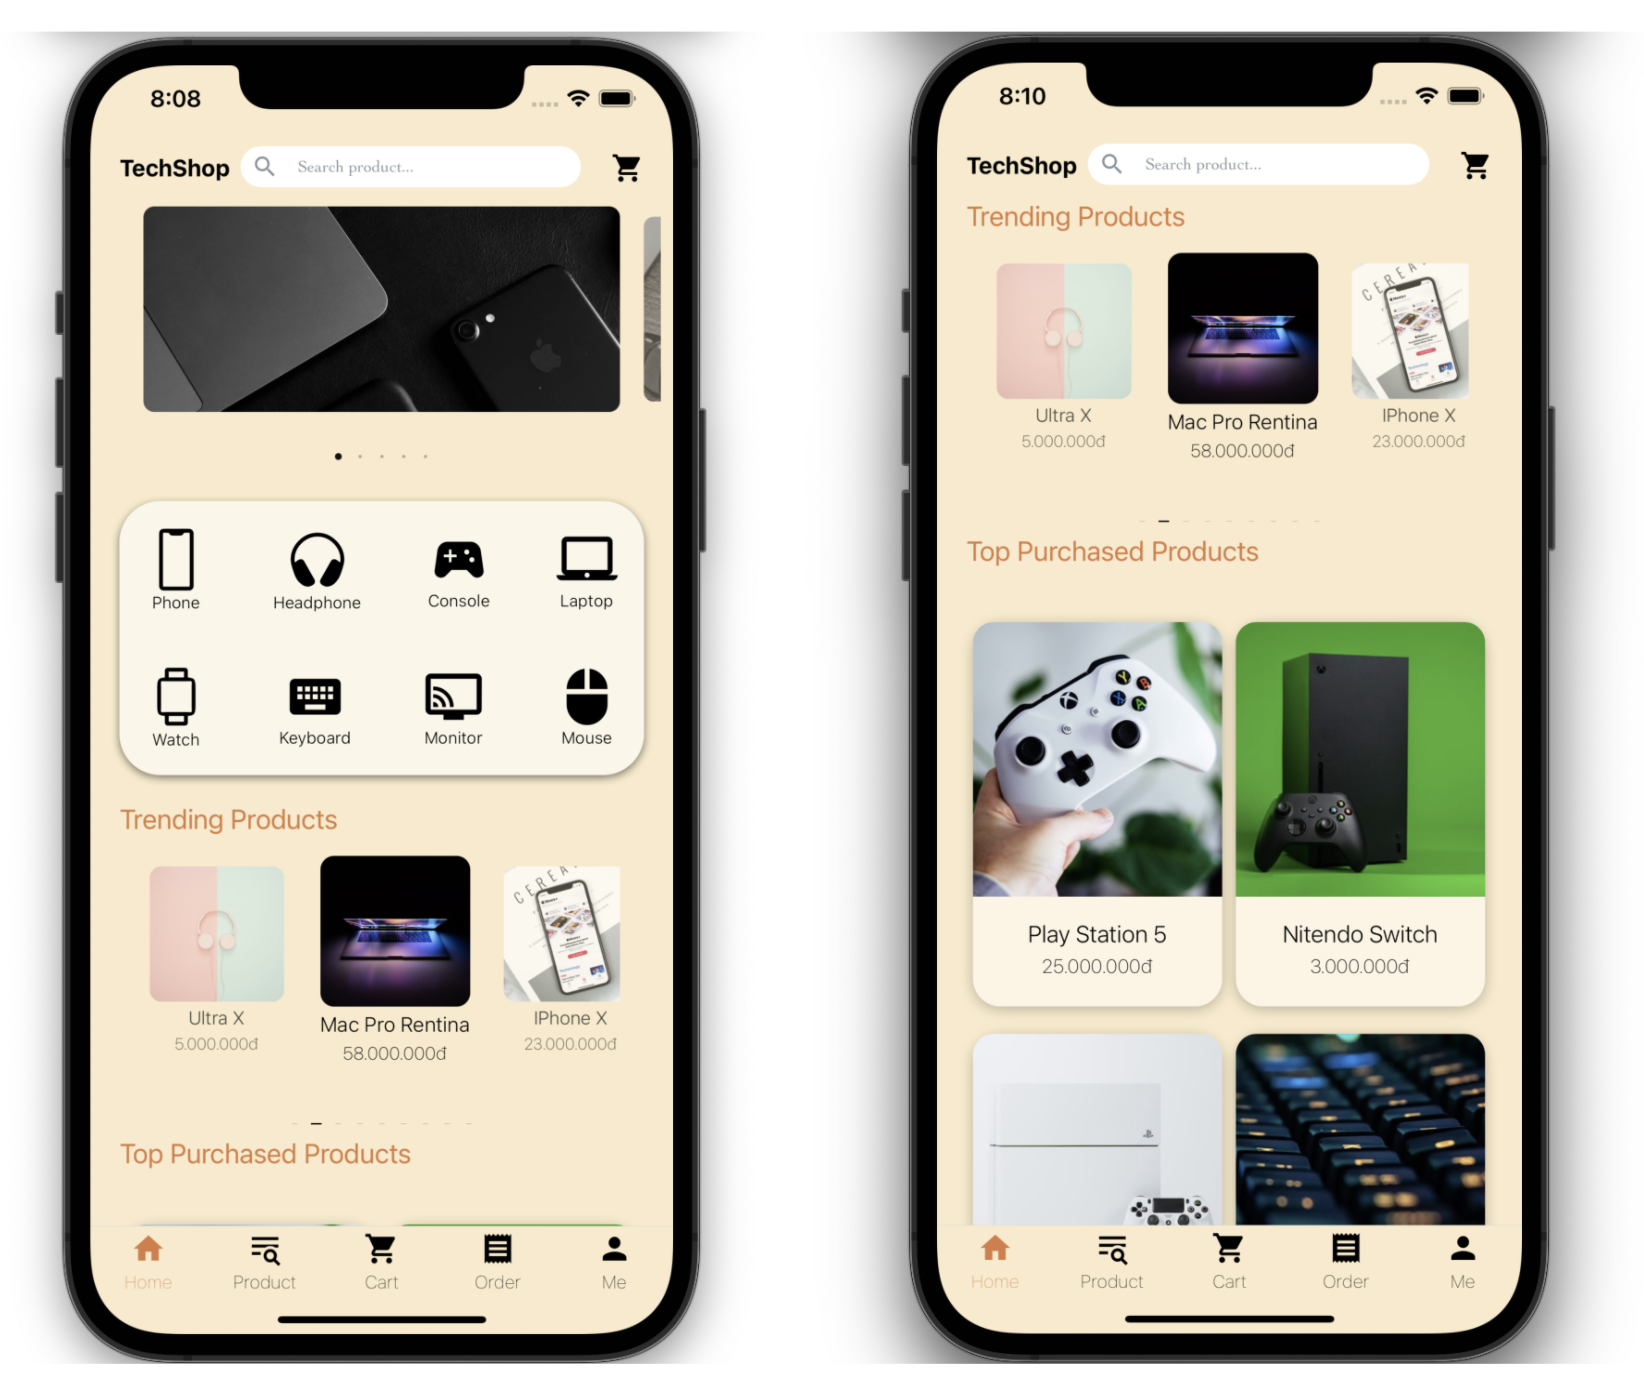 8:08
TechShop
Search product...
Phone
Headphone
Console
Laptop
Watch
Keyboard
Monitor
Mouse
Trending Products
CEREA
Ultra X
Mac Pro Rentina
IPhone X
5.000.000đ
58.000.000đ
23.000.000đ
Top Purchased Products
Home
Product
Cart
Order
Me
8:10
TechShop
Search product...
Trending Products
CEREA
Ultra X
Mac Pro Rentina
IPhone X
5.000.000đ
58.000.000đ
23.000.000đ
Top Purchased Products
Y
B
X
A
Play Station 5
25.000.000đ
Nitendo Switch
3.000.000đ
Home
Product
Cart
Order
Me